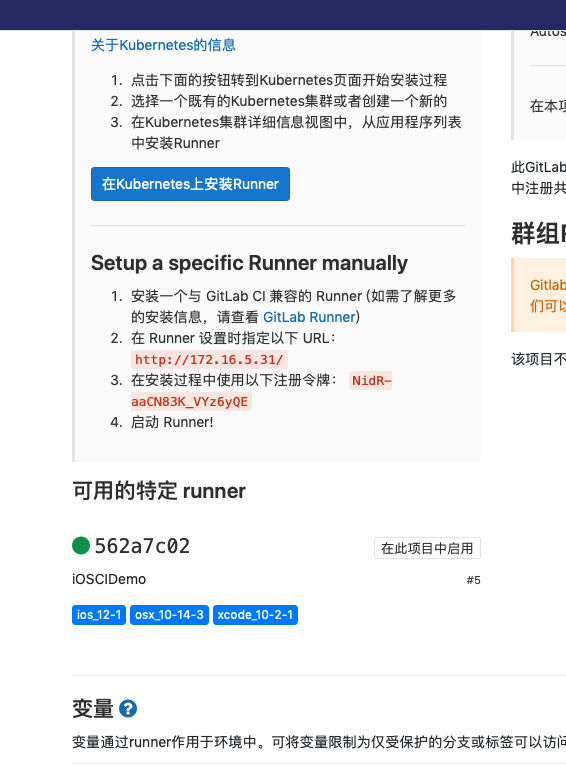 关于Kubernetes的信息
1. 点击下面的按钮转到Kubernetes页面开始安装过程
2. 选择一个既有的Kubernetes集群或者创建一个新的
3. 在Kubernetes集群详细信息视图中，从应用程序列表
中安装Runner
在Kubernetes上安装Runner
Setup a specific Runner manually
1. 安装一个与 GitLab CI 兼容的 Runner (如需了解更多
的安装信息，请查看 GitLab Runner)
2. 在 Runner 设置时指定以下 URL：
http://172.16.5.31/
3. 在安装过程中使用以下注册令牌： NidR-
aaCN83K_VYz6yQE
4. 启动 Runner!
可用的特定 runner
562a7c02
在此项目中启用
iOSCIDemo
#5
ios_12-1 osx_10-14-3 xcode_10-2-1
在本项
此GitLab
中注册共
群组
Gitlab
们可以
该项目不
变量
变量通过runner作用于环境中。可将变量限制为仅受保护的分支或标签可以访问